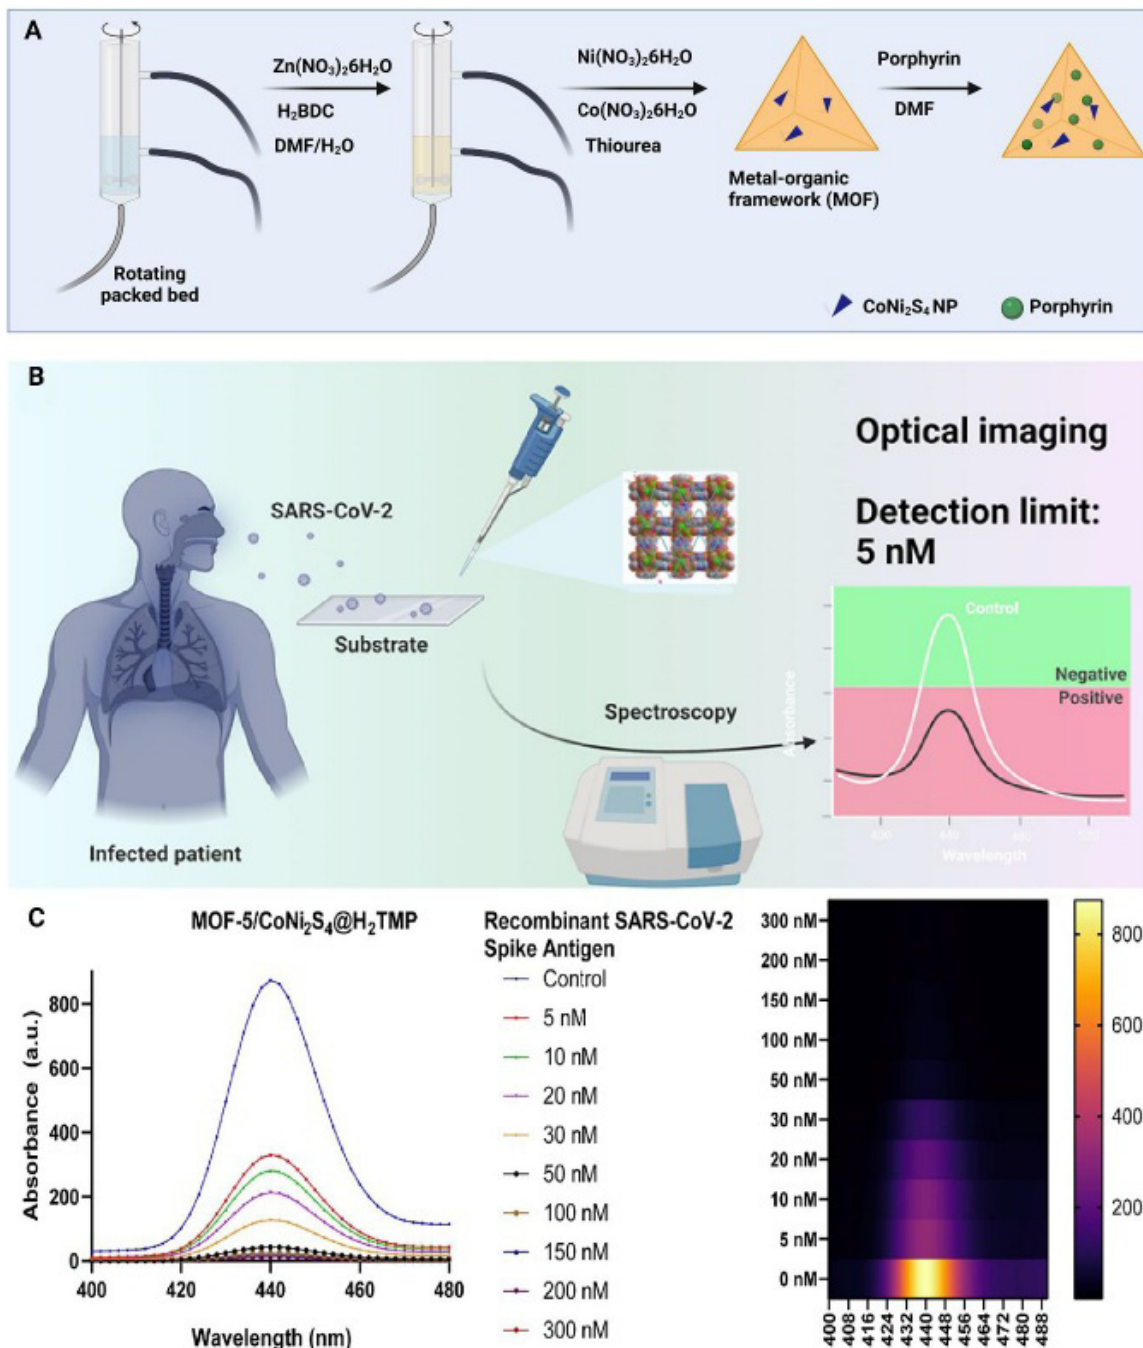 A
Zn(NO₃)₂6H₂O
H₂BDC
DMF/H₂O
Ni(NO₃)₂6H₂O
Co(NO₃)₂6H₂O
Thiourea
Porphyrin
DMF
Metal-organic
framework (MOF)
Rotating
packed bed
CoNi₂S₄ NP
Porphyrin
B
SARS-CoV-2
Substrate
Infected patient
Spectroscopy
Optical imaging
Detection limit:
5 nM
Control
Negative
Positive
Absorbance
400
440
480
520
Wavelength
C
MOF-5/CoNi₂S₄@H₂TMP
Absorbance (a.u.)
800
600
400
200
0
400 420 440 460 480
Wavelength (nm)
Recombinant SARS-CoV-2
Spike Antigen
Control
5 nM
10 nM
20 nM
30 nM
50 nM
100 nM
150 nM
200 nM
300 nM
300 nM
200 nM
150 nM
100 nM
50 nM
30 nM
20 nM
10 nM
5 nM
0 nM
400 408 416 424 432 440 448 456 464 472 480 488
800
600
400
200